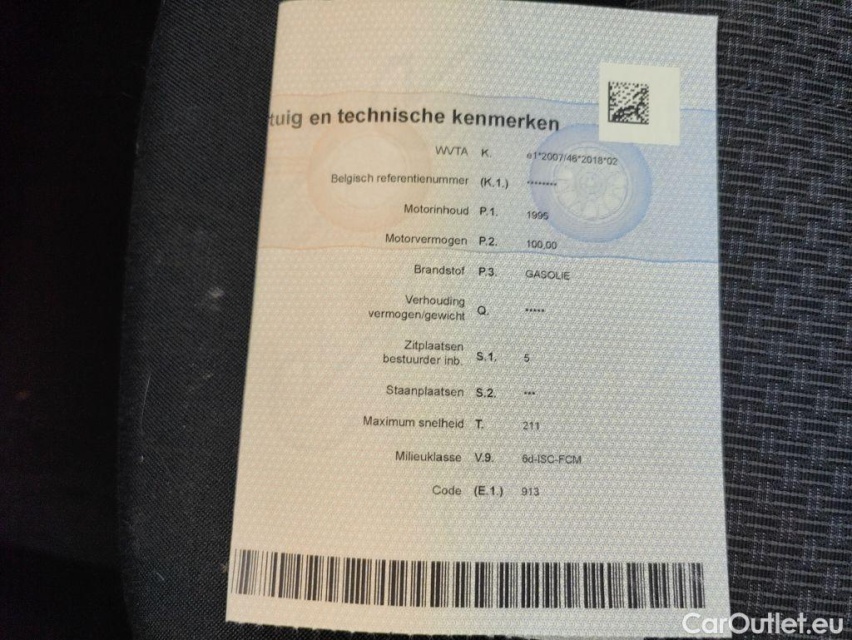 tuig en technische kenmerken
WVTA K. e1*2007/46*2018*02
Belgisch referentienummer (K.1.) ********
Motorinhoud P.1. 1995
Motorvermogen P.2. 100,00
Brandstof P.3. GASOLIE
Verhouding
vermogen/gewicht Q. *****
Zitplaatsen
bestuurder inb. S.1. 5
Staanplaatsen S.2. ***
Maximum snelheid T. 211
Milieuklasse V.9. 6d-ISC-FCM
Code (E.1.) 913
CarOutlet.eu